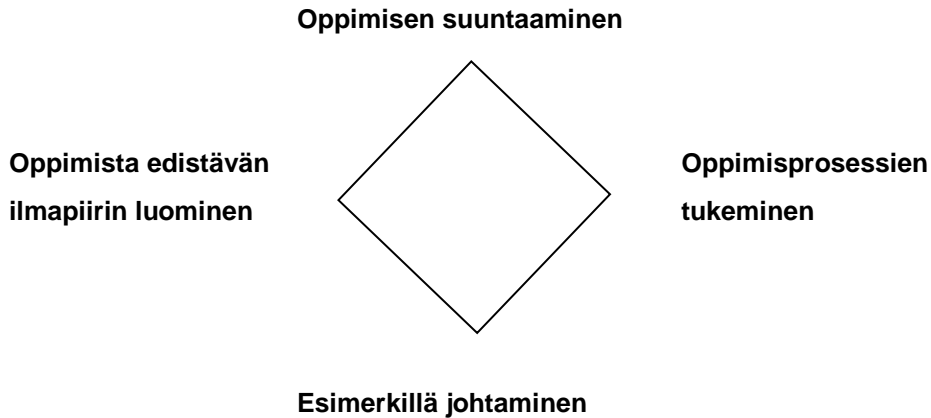 Oppimisen suuntaaminen
Oppimista edistävän
ilmapiirin luominen
Oppimisprosessien
tukeminen
Esimerkillä johtaminen